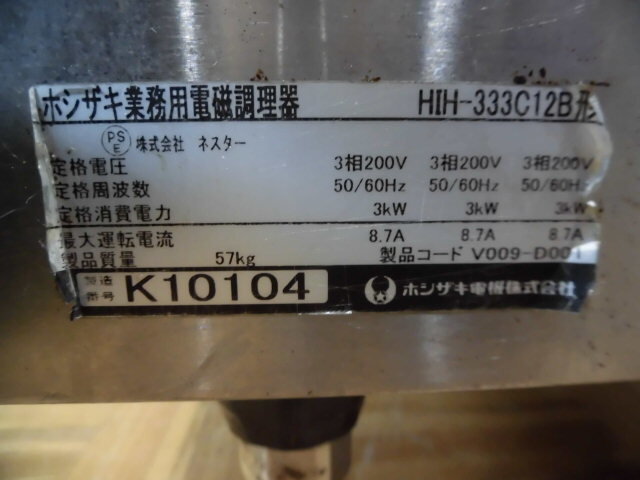 ホシザキ業務用電磁調理器 HIH-333C12B形
PSE 株式会社 ネスター
定格電圧 3相200V 3相200V 3相200V
定格周波数 50/60Hz 50/60Hz 50/60Hz
定格消費電力 3kW 3kW 3kW
最大運転電流 8.7A 8.7A 8.7A
製品質量 57kg 製品コード V009-D001
製造番号 K10104 ホシザキ電機株式会社